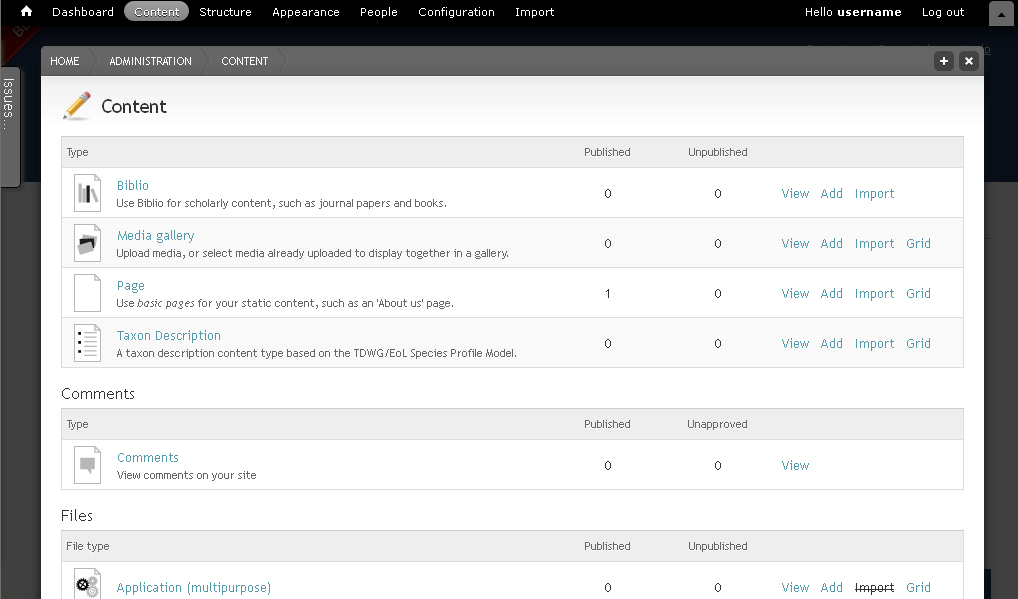 Dashboard Content Structure Appearance People Configuration Import Hello username Log out
Issues...
HOME ADMINISTRATION CONTENT
Content
Type Published Unpublished
Biblio 0 0 View Add Import
Use Biblio for scholarly content, such as journal papers and books.
Media gallery 0 0 View Add Import Grid
Upload media, or select media already uploaded to display together in a gallery.
Page 1 0 View Add Import Grid
Use basic pages for your static content, such as an 'About us' page.
Taxon Description 0 0 View Add Import Grid
A taxon description content type based on the TDWG/EoL Species Profile Model.
Comments
Type Published Unapproved
Comments 0 0 View
View comments on your site
Files
File type Published Unpublished
Application (multipurpose) 0 0 View Add Import Grid